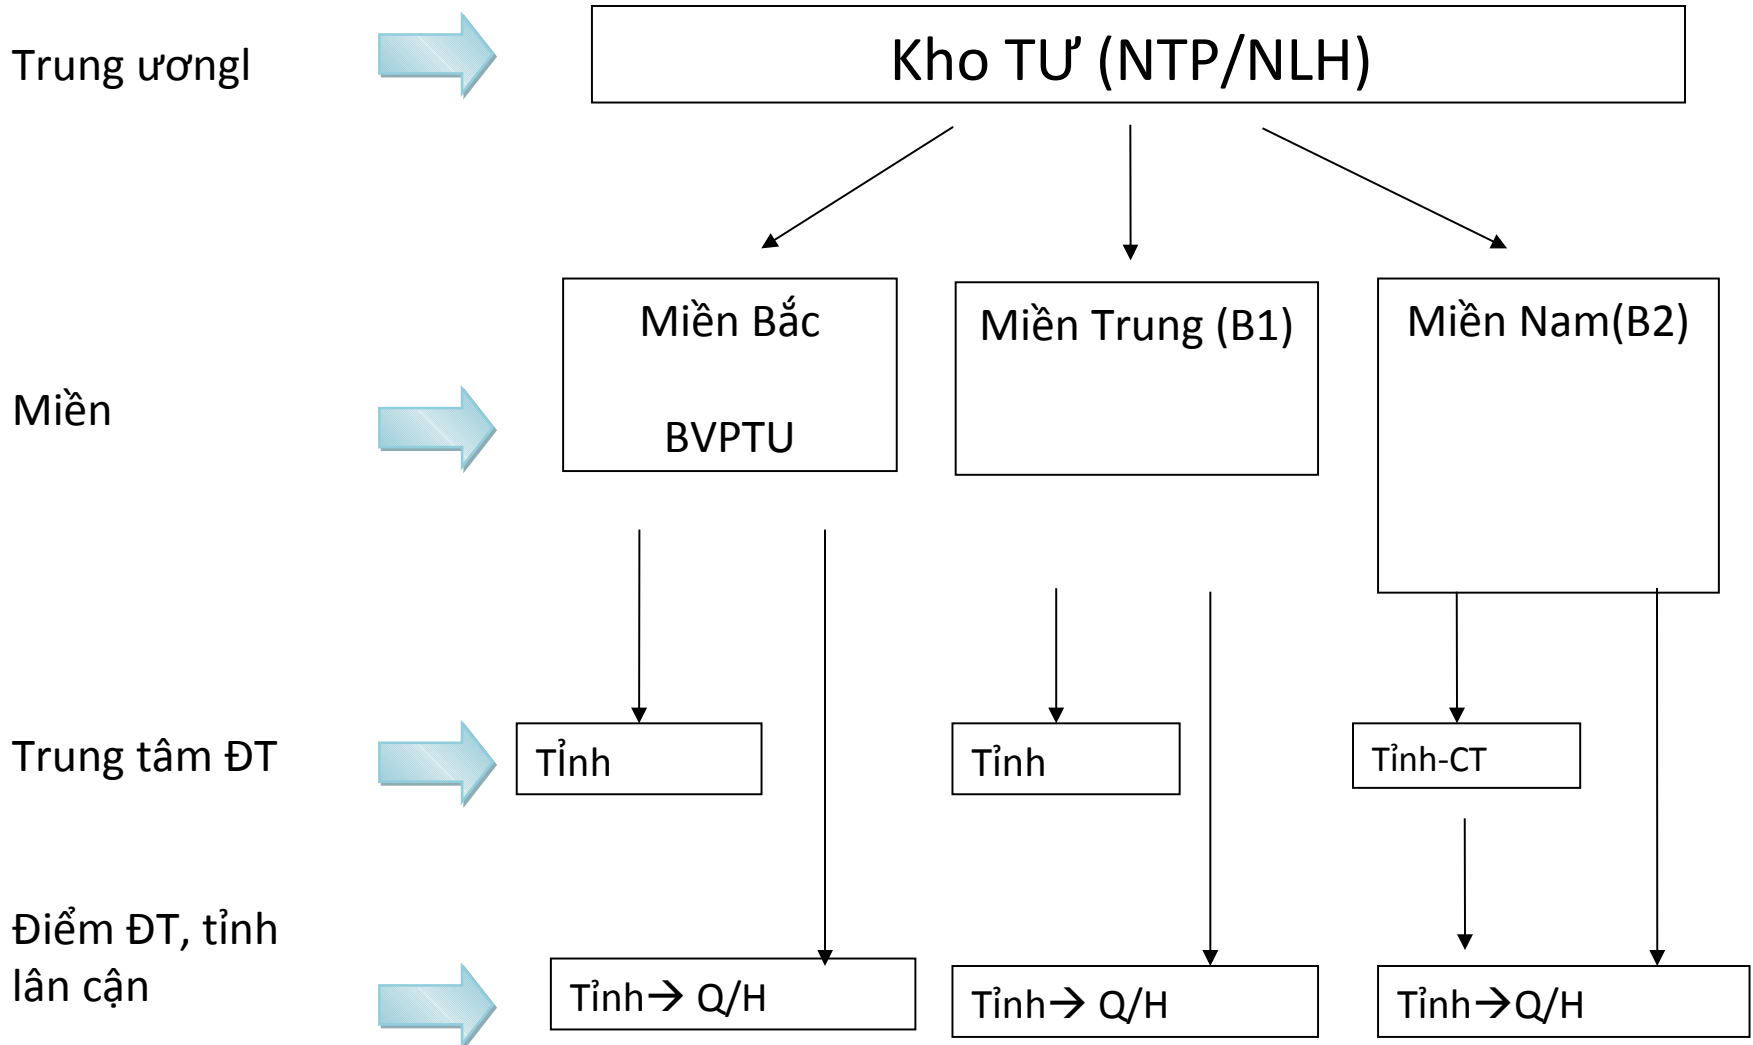 Trung ươngl
Kho TƯ (NTP/NLH)
Miền
Miền Bắc
BVPTU
Miền Trung (B1)
Miền Nam(B2)
Trung tâm ĐT
TỈnh
Tỉnh
Tỉnh-CT
Điểm ĐT, tỉnh
lân cận
Tỉnh→ Q/H
Tỉnh→ Q/H
Tỉnh→Q/H